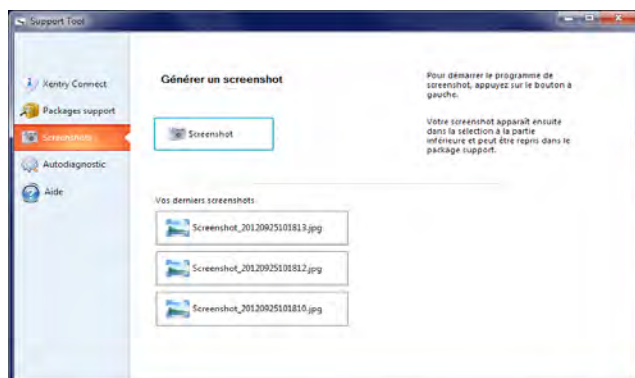 Support Tool
Xentry Connect
Packages support
Screenshots
Autodiagnostic
Aide
Générer un screenshot
Screenshot
Pour démarrer le programme de
screenshot, appuyez sur le bouton à
gauche.
Votre screenshot apparaît ensuite
dans la sélection à la partie
inférieure et peut être repris dans le
package support.
Vos derniers screenshots
Screenshot_20120925101813.jpg
Screenshot_20120925101812.jpg
Screenshot_20120925101810.jpg